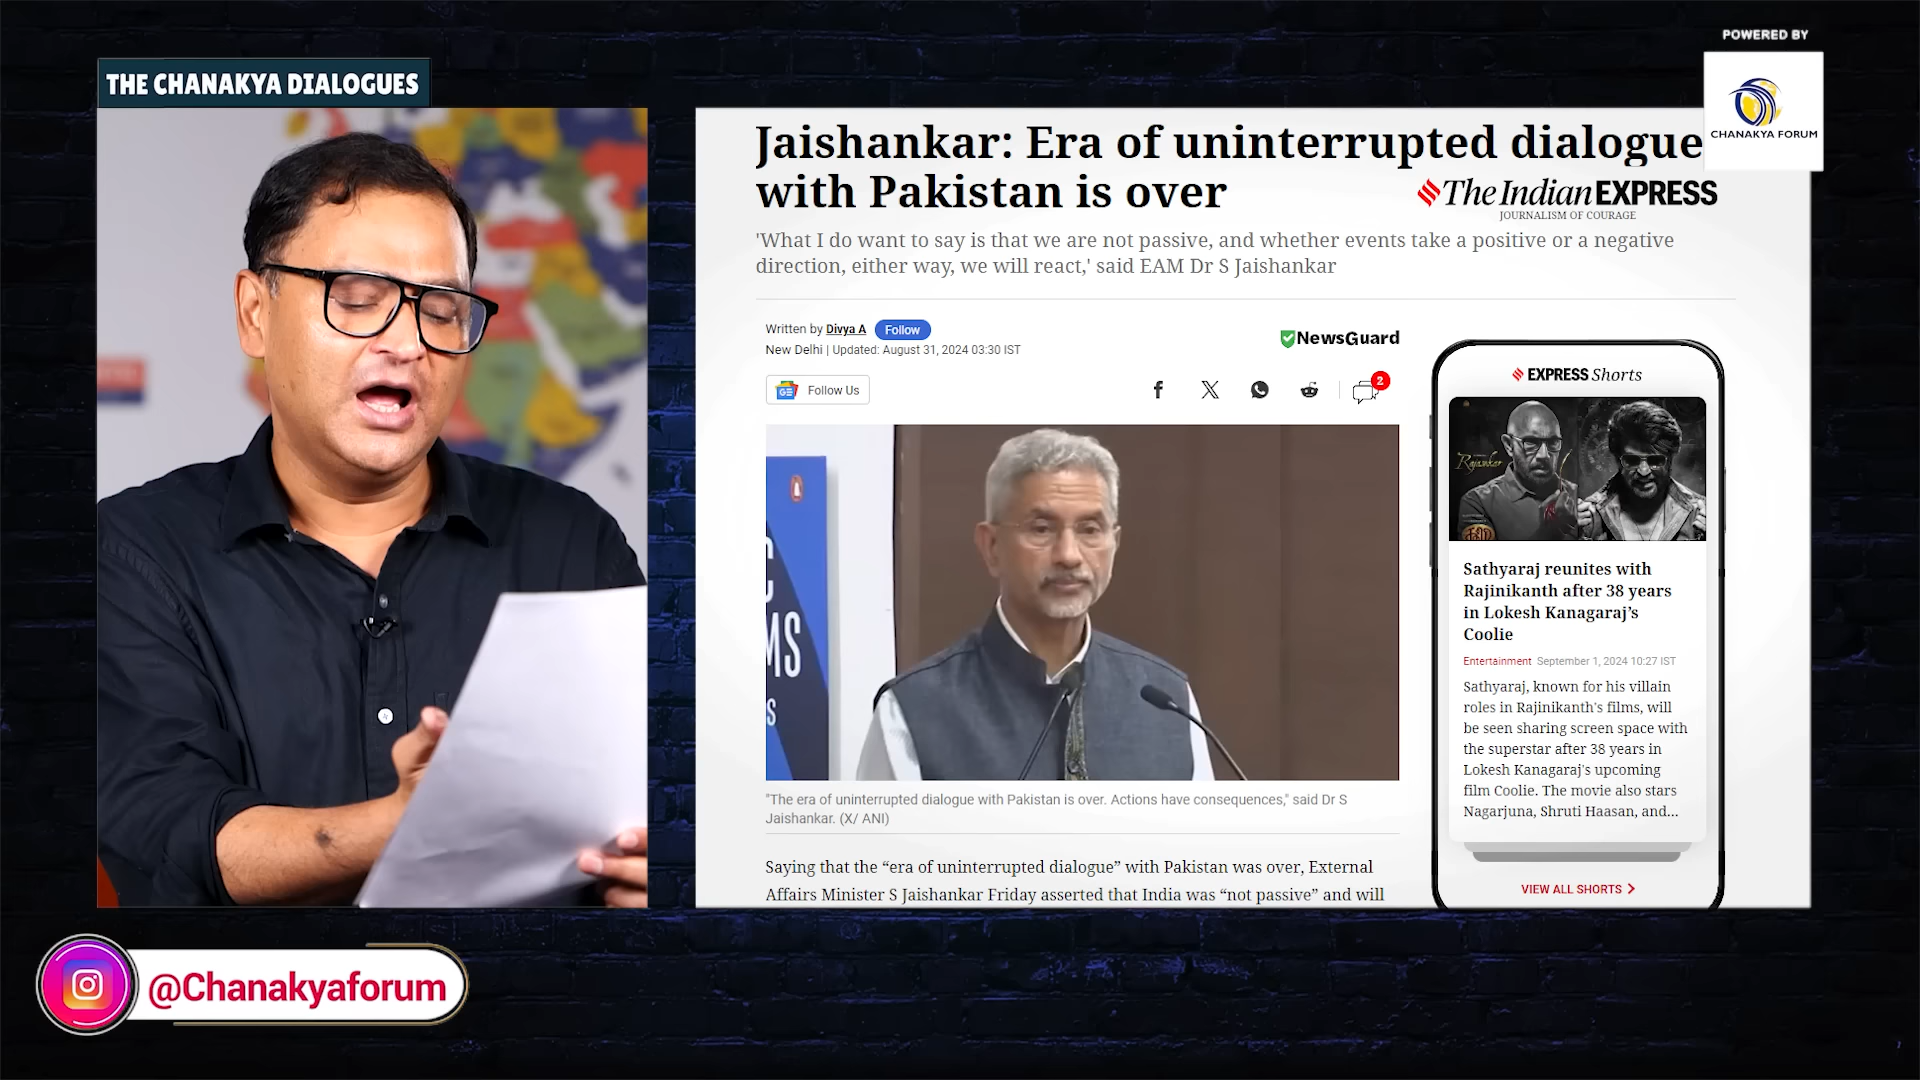 POWERED BY
CHANAKYA FORUM
THE CHANAKYA DIALOGUES
Jaishankar: Era of uninterrupted dialogue
with Pakistan is over
The Indian EXPRESS
JOURNALISM OF COURAGE
'What I do want to say is that we are not passive, and whether events take a positive or a negative
direction, either way, we will react,' said EAM Dr S Jaishankar
Written by Divya A Follow
New Delhi | Updated: August 31, 2024 03:30 IST
NewsGuard
GE Follow Us
2
C
MS
S
"The era of uninterrupted dialogue with Pakistan is over. Actions have consequences," said Dr S
Jaishankar. (X/ ANI)
Saying that the “era of uninterrupted dialogue” with Pakistan was over, External
Affairs Minister S Jaishankar Friday asserted that India was “not passive” and will
EXPRESS Shorts
Sathyaraj reunites with
Rajinikanth after 38 years
in Lokesh Kanagaraj’s
Coolie
Entertainment September 1, 2024 10:27 IST
Sathyaraj, known for his villain
roles in Rajinikanth's films, will
be seen sharing screen space with
the superstar after 38 years in
Lokesh Kanagaraj's upcoming
film Coolie. The movie also stars
Nagarjuna, Shruti Haasan, and...
VIEW ALL SHORTS
@Chanakyaforum